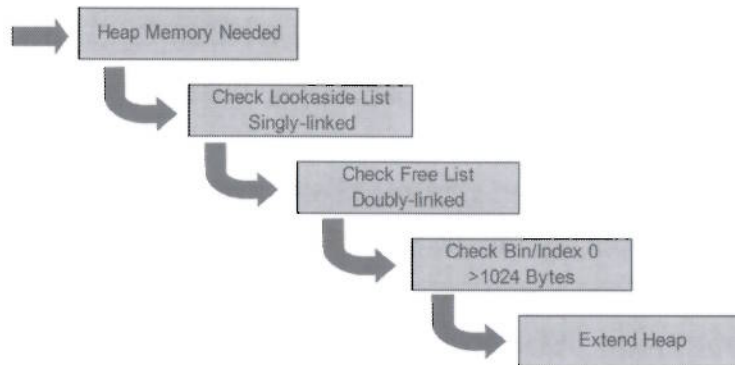 Heap Memory Needed
Check Lookaside List
Singly-linked
Check Free List
Doubly-linked
Check Bin/Index 0
>1024 Bytes
Extend Heap